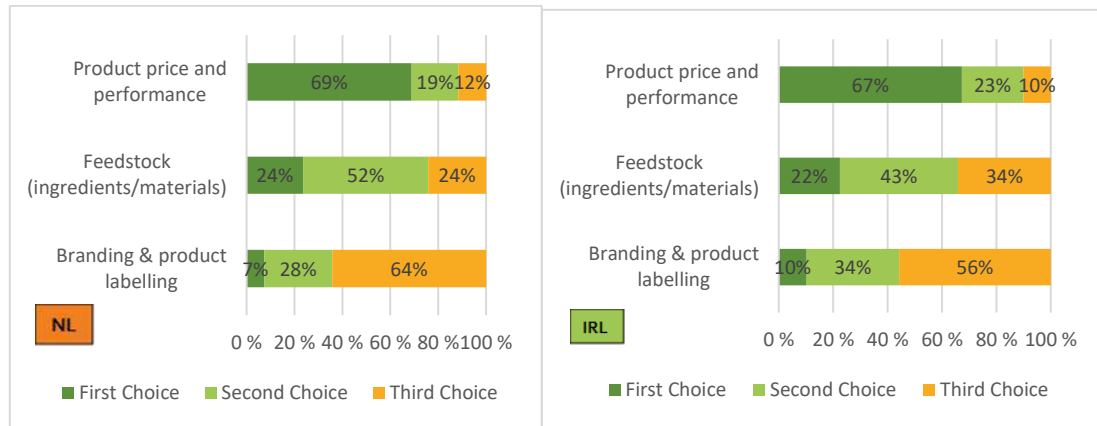 Product price and
performance
69% 19% 12%
Feedstock
(ingredients/materials)
24% 52% 24%
Branding & product
labelling
7% 28% 64%
NL
0 % 20 % 40 % 60 % 80 % 100 %
First Choice Second Choice Third Choice
Product price and
performance
67% 23% 10%
Feedstock
(ingredients/materials)
22% 43% 34%
Branding & product
labelling
10% 34% 56%
IRL
0 % 20 % 40 % 60 % 80 % 100 %
First Choice Second Choice Third Choice